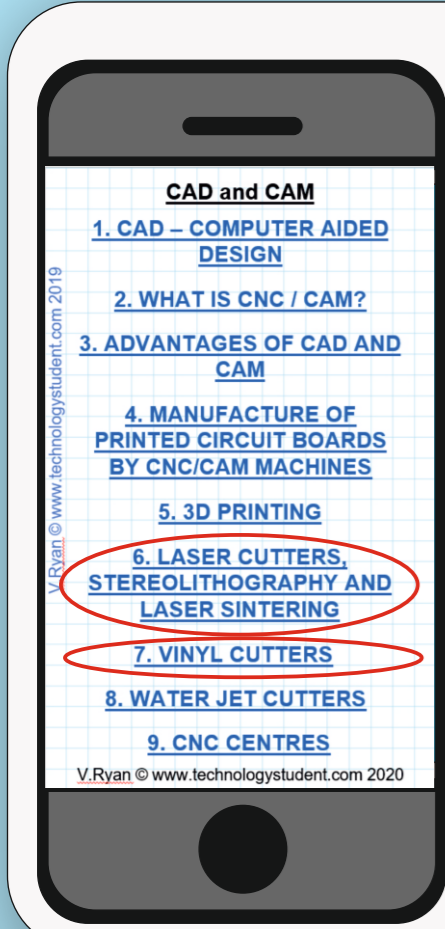 CAD and CAM
1. CAD – COMPUTER AIDED
DESIGN
2. WHAT IS CNC / CAM?
3. ADVANTAGES OF CAD AND
CAM
4. MANUFACTURE OF
PRINTED CIRCUIT BOARDS
BY CNC/CAM MACHINES
5. 3D PRINTING
6. LASER CUTTERS,
STEREOLITHOGRAPHY AND
LASER SINTERING
7. VINYL CUTTERS
8. WATER JET CUTTERS
9. CNC CENTRES
V.Ryan © www.technologystudent.com 2020
V.Ryan © www.technologystudent.com 2019